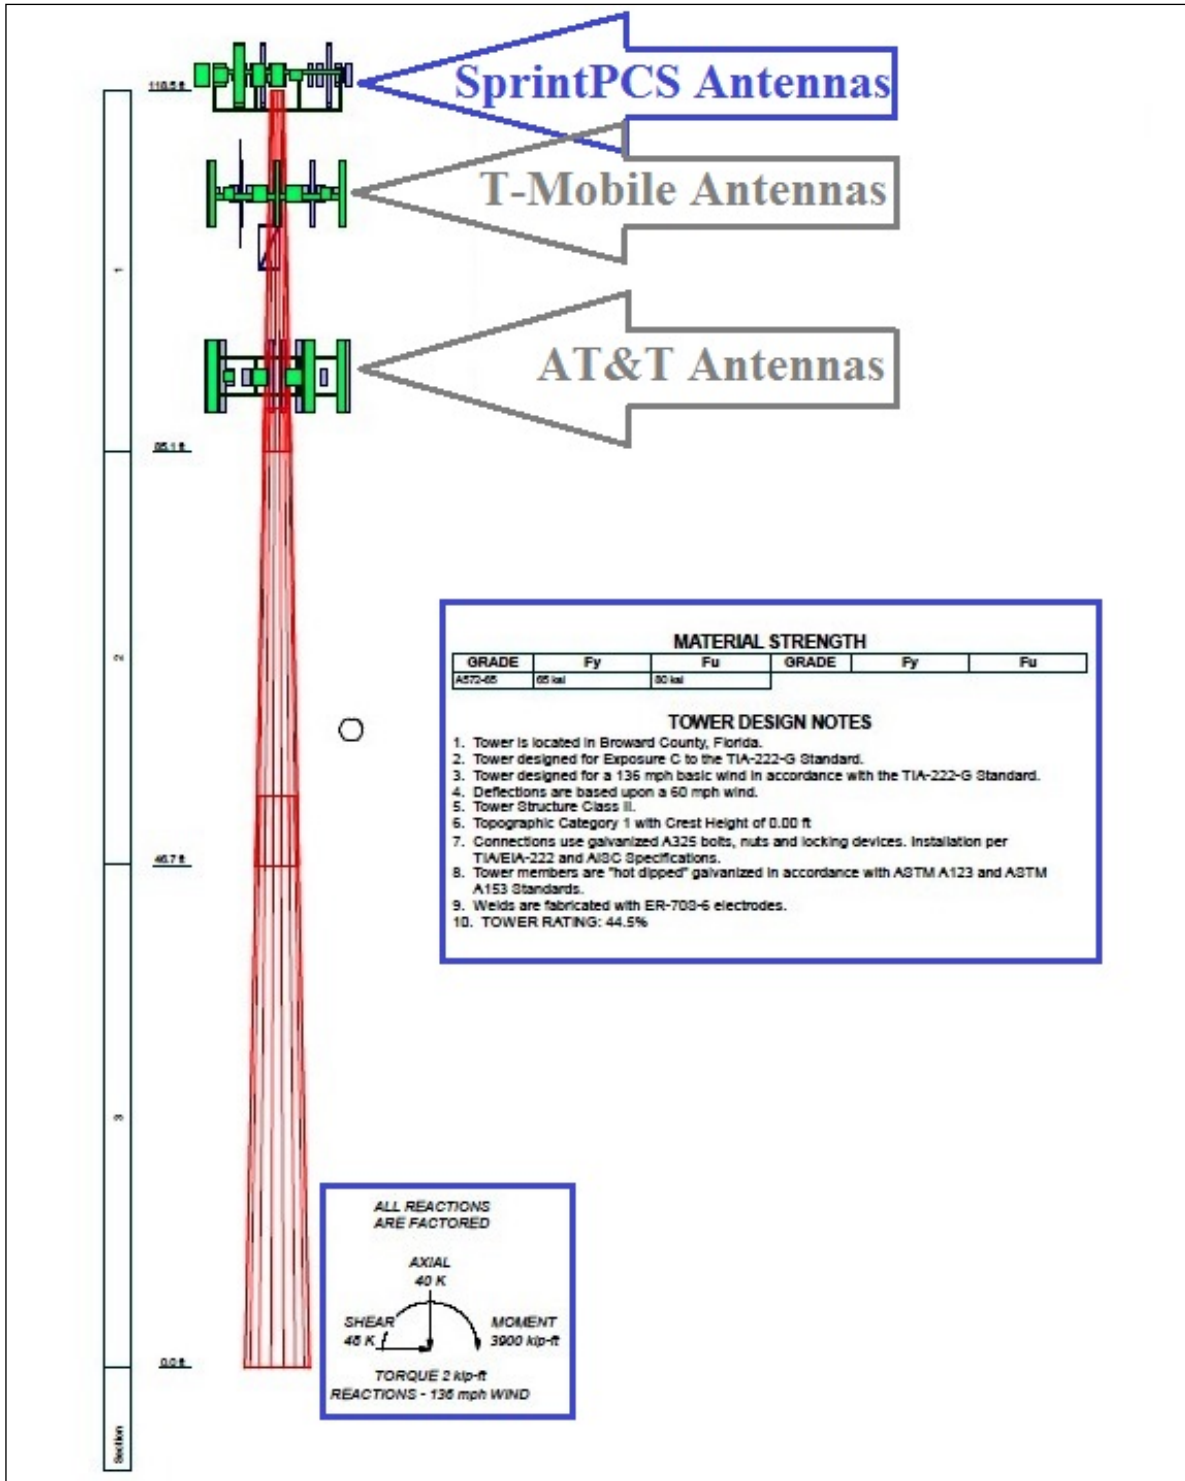 SprintPCS Antennas
118.5 ft
T-Mobile Antennas
1
AT&T Antennas
85.1 ft
2
MATERIAL STRENGTH
GRADE Fy Fu GRADE Fy Fu
A572-65 65 ksi 80 ksi
TOWER DESIGN NOTES
1. Tower is located in Broward County, Florida.
2. Tower designed for Exposure C to the TIA-222-G Standard.
3. Tower designed for a 136 mph basic wind in accordance with the TIA-222-G Standard.
4. Deflections are based upon a 60 mph wind.
5. Tower Structure Class II.
6. Topographic Category 1 with Crest Height of 0.00 ft
7. Connections use galvanized A325 bolts, nuts and locking devices. Installation per
TIA/EIA-222 and AISC Specifications.
8. Tower members are "hot dipped" galvanized in accordance with ASTM A123 and ASTM
A153 Standards.
9. Welds are fabricated with ER-70S-6 electrodes.
10. TOWER RATING: 44.5%
46.7 ft
3
ALL REACTIONS
ARE FACTORED
AXIAL
40 K
SHEAR MOMENT
3900 kip-ft
TORQUE 2 kip-ft
REACTIONS - 136 mph WIND
0.0 ft
Section